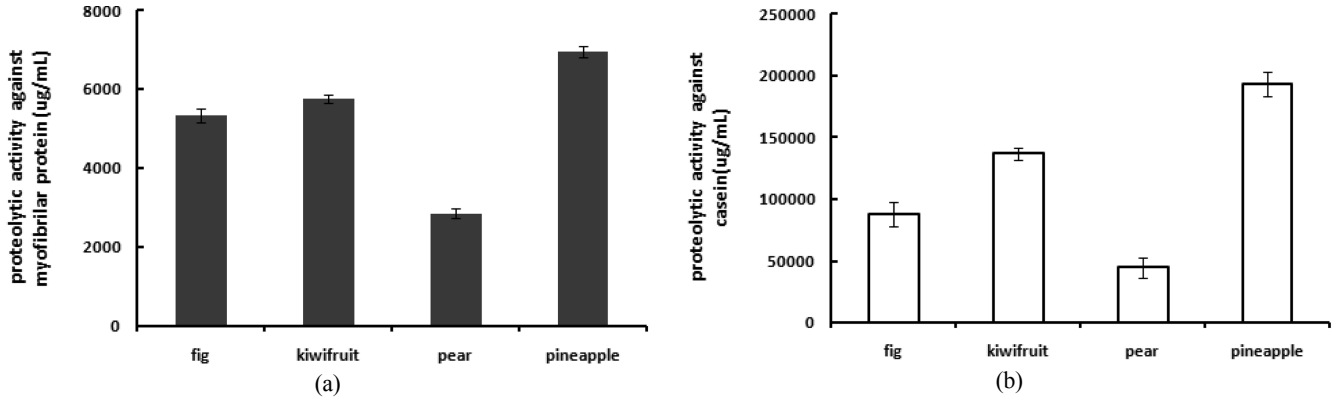 proteolytic activity against
myofibrilar protein (ug/mL)
8000
6000
4000
2000
0
fig kiwifruit pear pineapple
(a)
proteolytic activity against
casein(ug/mL)
250000
200000
150000
100000
50000
0
fig kiwifruit pear pineapple
(b)